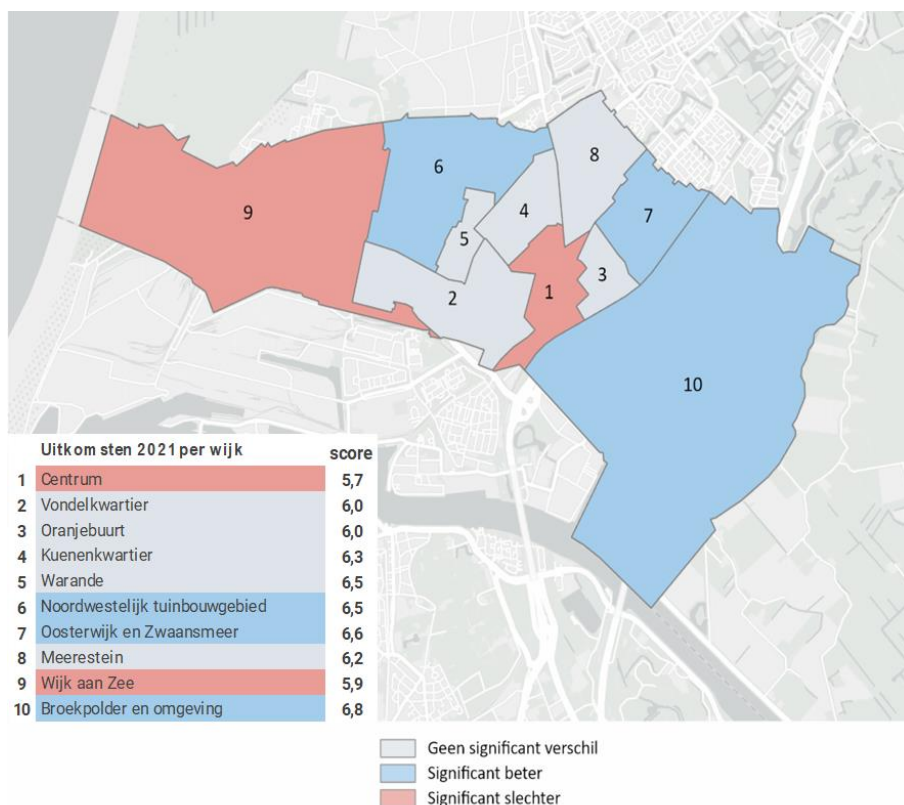 8
6
7
4
9
5
3
2
1
10
Uitkomsten 2021 per wijk score
1 Centrum 5,7
2 Vondelkwartier 6,0
3 Oranjebuurt 6,0
4 Kuenenkwartier 6,3
5 Warande 6,5
6 Noordwestelijk tuinbouwgebied 6,5
7 Oosterwijk en Zwaansmeer 6,6
8 Meerestein 6,2
9 Wijk aan Zee 5,9
10 Broekpolder en omgeving 6,8
Geen significant verschil
Significant beter
Significant slechter